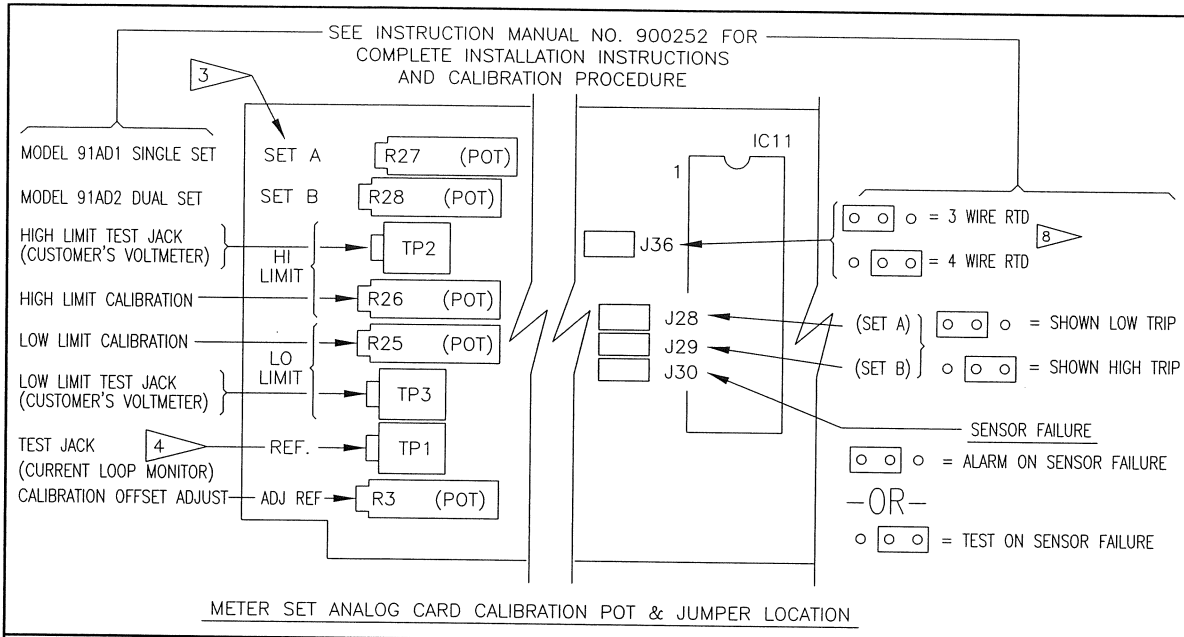 SEE INSTRUCTION MANUAL NO. 900252 FOR
COMPLETE INSTALLATION INSTRUCTIONS
AND CALIBRATION PROCEDURE
3
MODEL 91AD1 SINGLE SET
SET A
R27 (POT)
MODEL 91AD2 DUAL SET
SET B
R28 (POT)
HIGH LIMIT TEST JACK
(CUSTOMER'S VOLTMETER)
HI
LIMIT
TP2
HIGH LIMIT CALIBRATION
R26 (POT)
LOW LIMIT CALIBRATION
R25 (POT)
LO
LIMIT
LOW LIMIT TEST JACK
(CUSTOMER'S VOLTMETER)
TP3
TEST JACK
(CURRENT LOOP MONITOR)
4
REF.
TP1
CALIBRATION OFFSET ADJUST
ADJ REF
R3 (POT)
IC11
1
J36
= 3 WIRE RTD
8
= 4 WIRE RTD
J28
(SET A)
= SHOWN LOW TRIP
J29
(SET B)
= SHOWN HIGH TRIP
J30
SENSOR FAILURE
= ALARM ON SENSOR FAILURE
-OR-
= TEST ON SENSOR FAILURE
METER SET ANALOG CARD CALIBRATION POT & JUMPER LOCATION